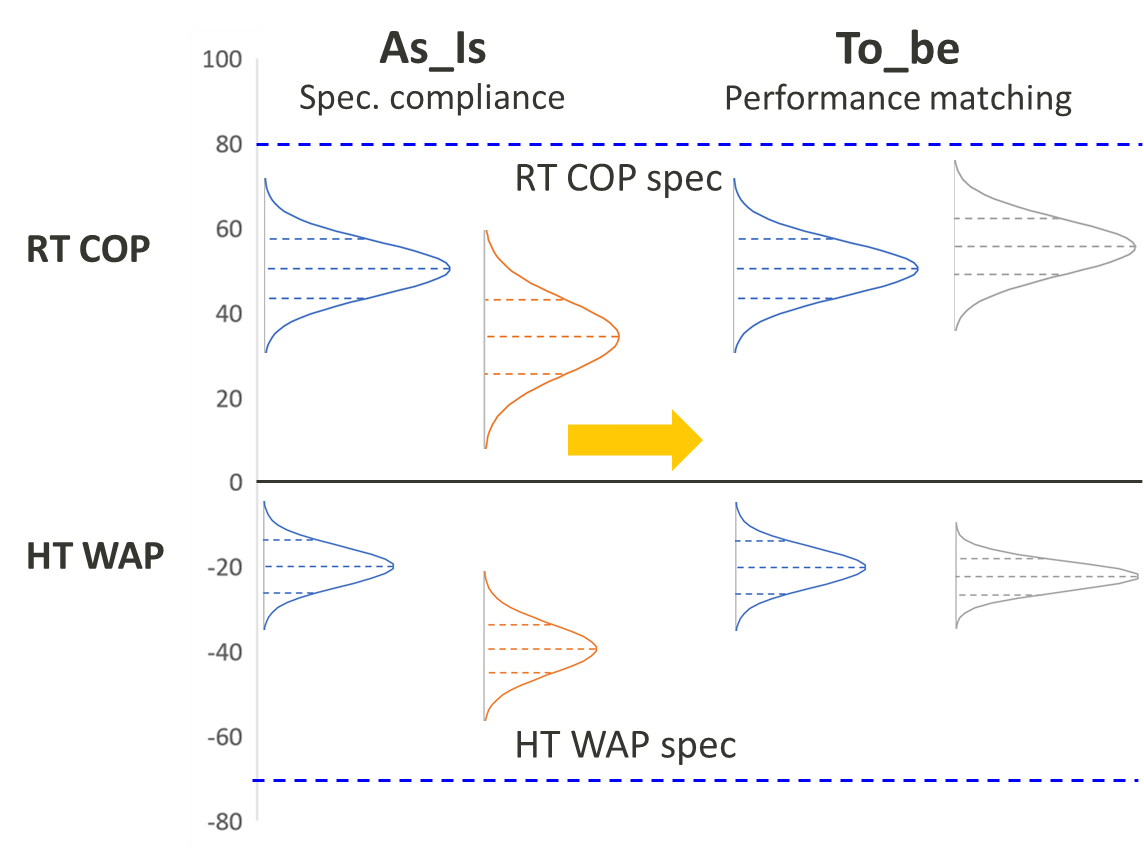 As_Is
To_be
Spec. compliance
Performance matching
100
80
RT COP spec
60
RT COP
40
20
0
HT WAP
-20
-40
-60
HT WAP spec
-80